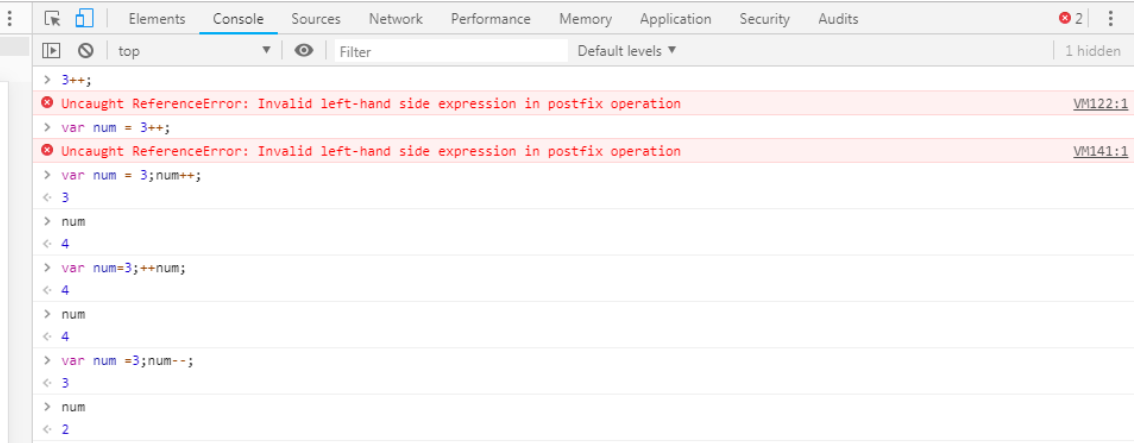 Elements Console Sources Network Performance Memory Application Security Audits 2
top Filter Default levels 1 hidden
3++;
Uncaught ReferenceError: Invalid left-hand side expression in postfix operation VM122:1
var num = 3++;
Uncaught ReferenceError: Invalid left-hand side expression in postfix operation VM141:1
var num = 3;num++;
3
num
4
var num=3;++num;
4
num
4
var num =3;num--;
3
num
2